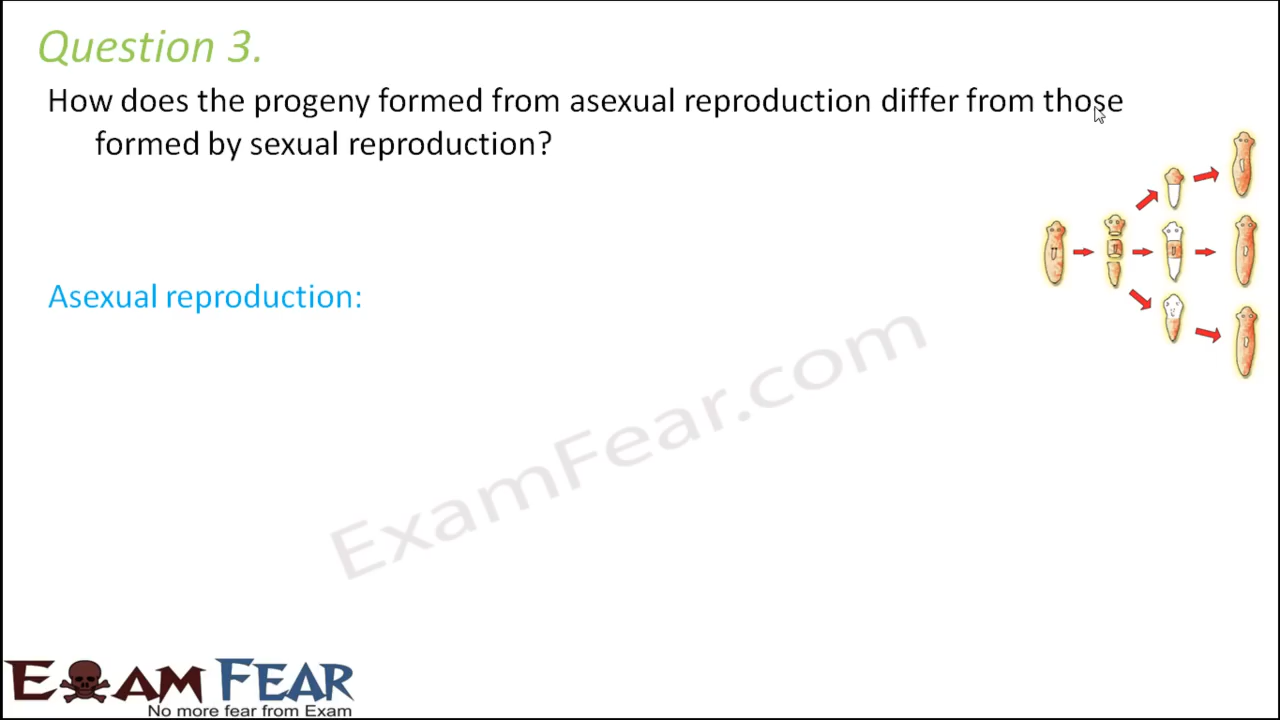 Question 3.
How does the progeny formed from asexual reproduction differ from those
formed by sexual reproduction?
Asexual reproduction:
ExamFear.com
EXAM FEAR
No more fear from Exam